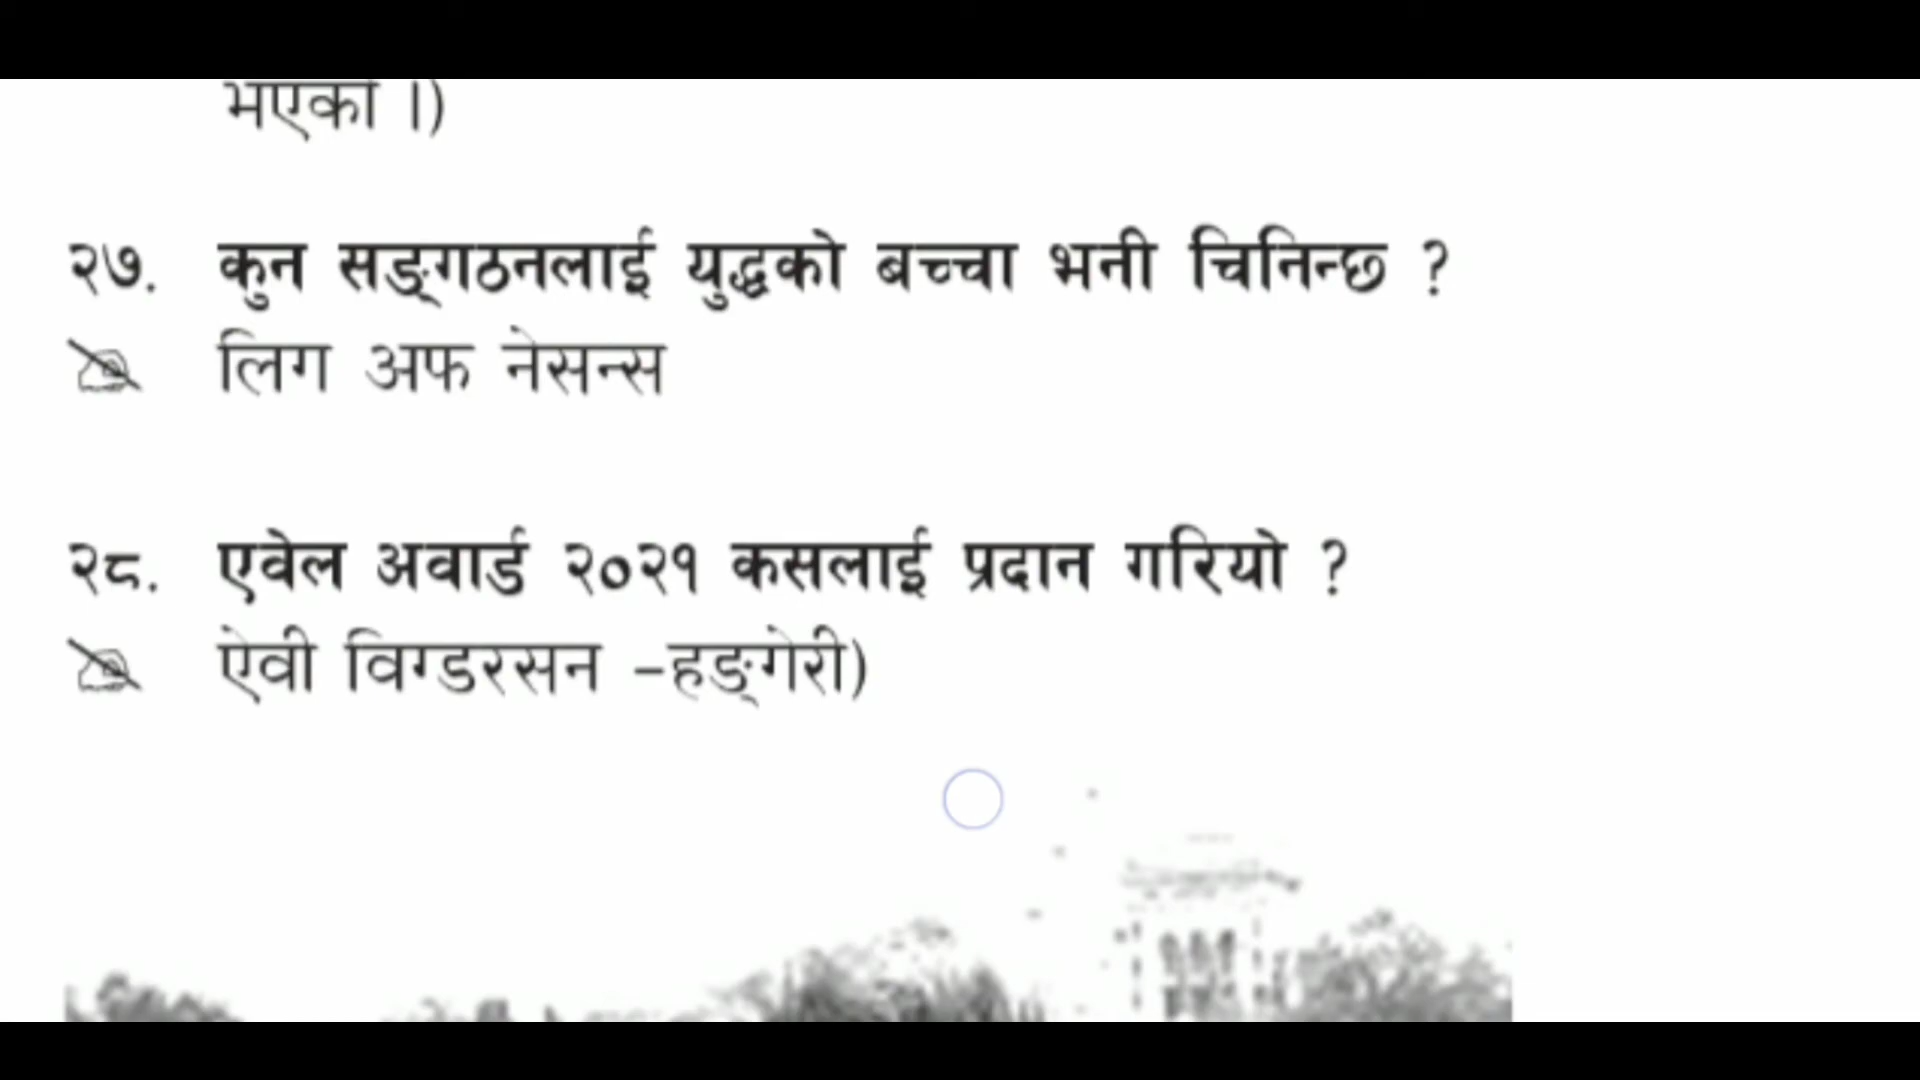 भएको ।)
२७. कुन सङ्गठनलाई युद्धको बच्चा भनी चिनिन्छ ?
लिग अफ नेसन्स
२८. एवेल अवार्ड २०२१ कसलाई प्रदान गरियो ?
ऐवी विग्डरसन –हङ्गेरी)